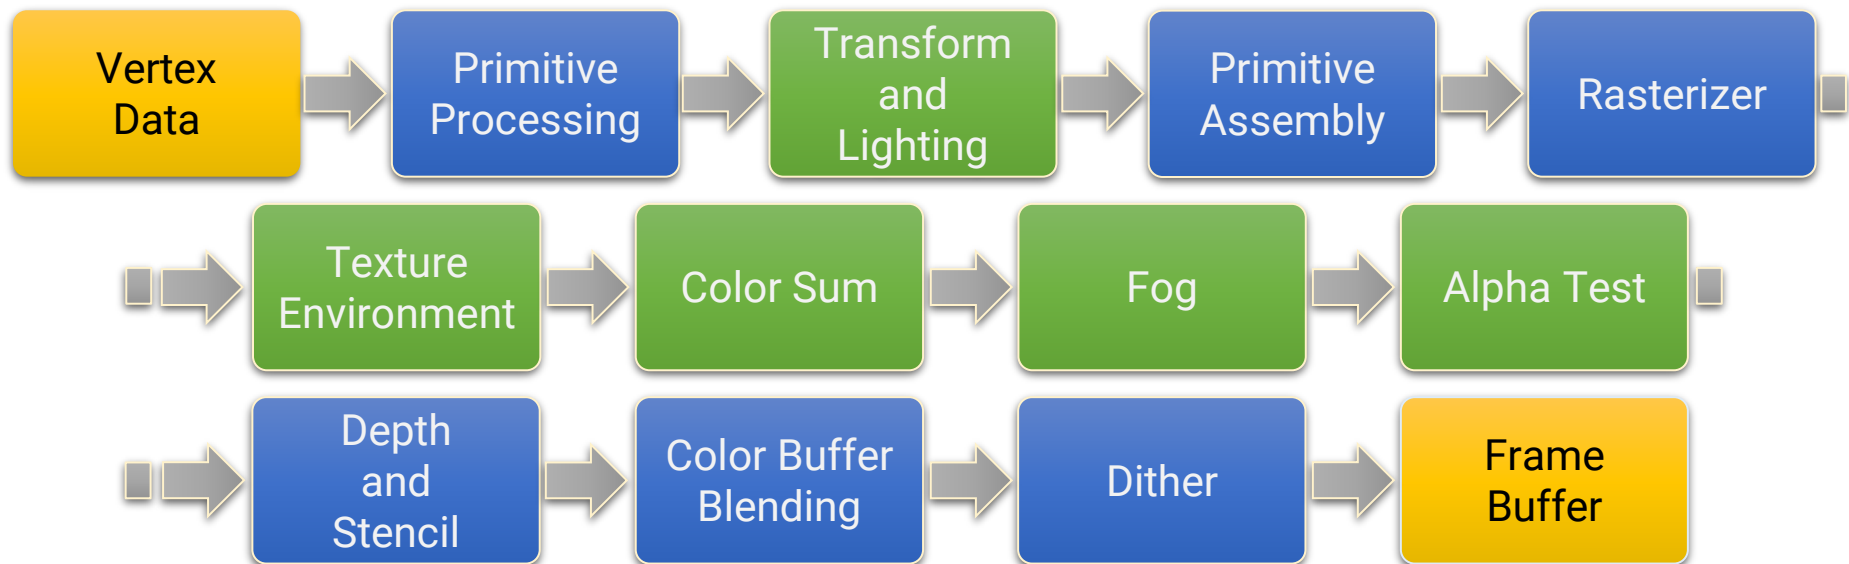 Vertex
Data
Primitive
Processing
Transform
and
Lighting
Primitive
Assembly
Rasterizer
Texture
Environment
Color Sum
Fog
Alpha Test
Depth
and
Stencil
Color Buffer
Blending
Dither
Frame
Buffer